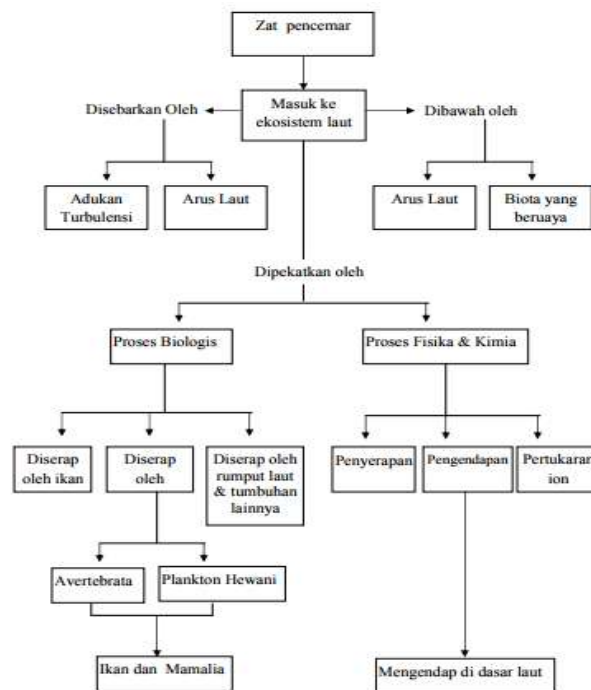 Zat pencemar
Disebarkan Oleh
Masuk ke
ekosistem laut
Dibawah oleh
Adukan
Turbulensi
Arus Laut
Arus Laut
Biota yang
beruaya
Dipekatkan oleh
Proses Biologis
Proses Fisika & Kimia
Diserap
oleh ikan
Diserap
oleh
Diserap oleh
rumput laut
& tumbuhan
lainnya
Penyerapan
Pengendapan
Pertukaran
ion
Avertebrata
Plankton Hewani
Ikan dan Mamalia
Mengendap di dasar laut